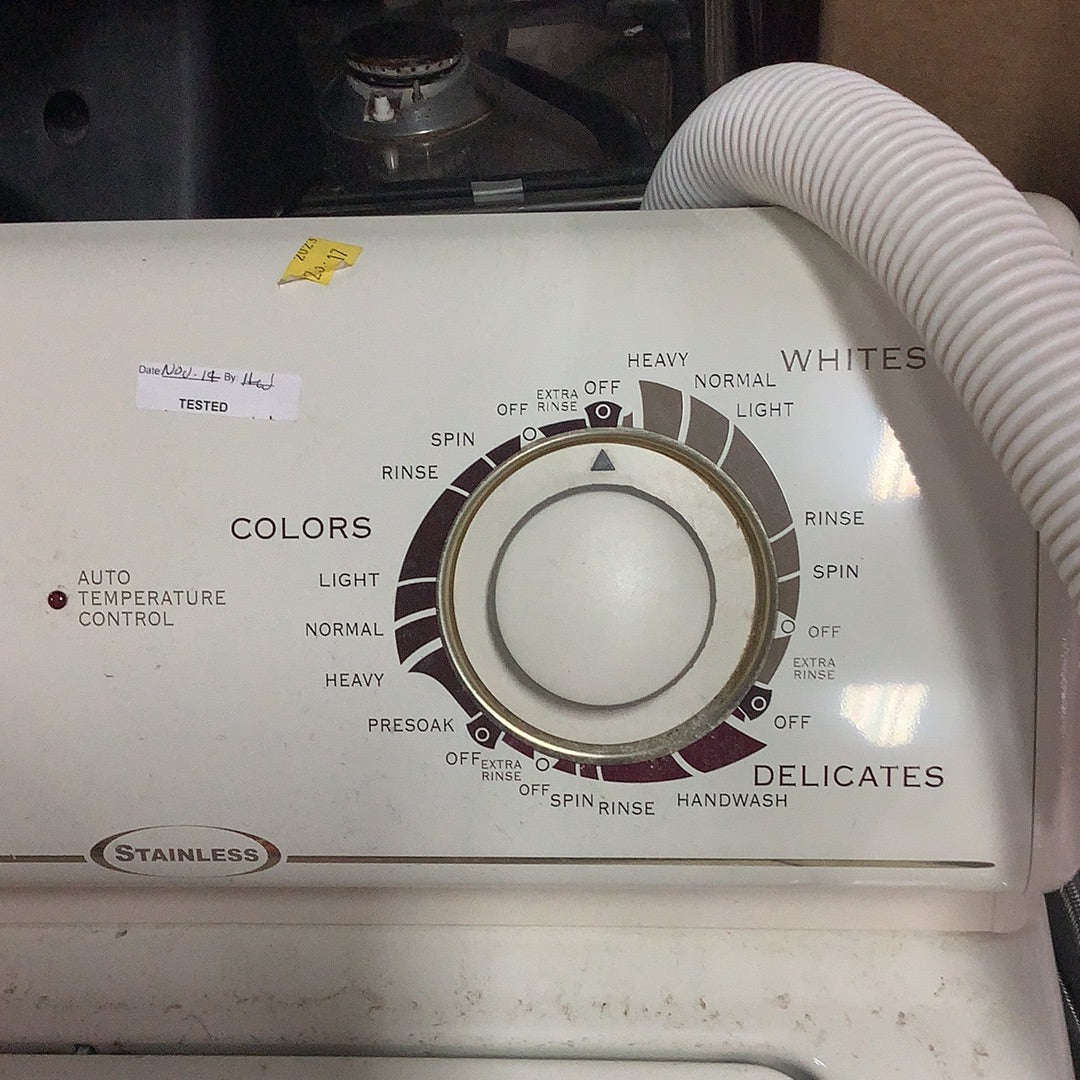 2023
20.17
Date Nov. 14 By:
TESTED
WHITES
HEAVY
NORMAL
LIGHT
RINSE
SPIN
OFF
EXTRA
RINSE
OFF
DELICATES
HANDWASH
RINSE
SPIN
OFF
EXTRA
RINSE
OFF
PRESOAK
HEAVY
NORMAL
LIGHT
COLORS
RINSE
SPIN
OFF
EXTRA
RINSE
OFF
AUTO
TEMPERATURE
CONTROL
STAINLESS